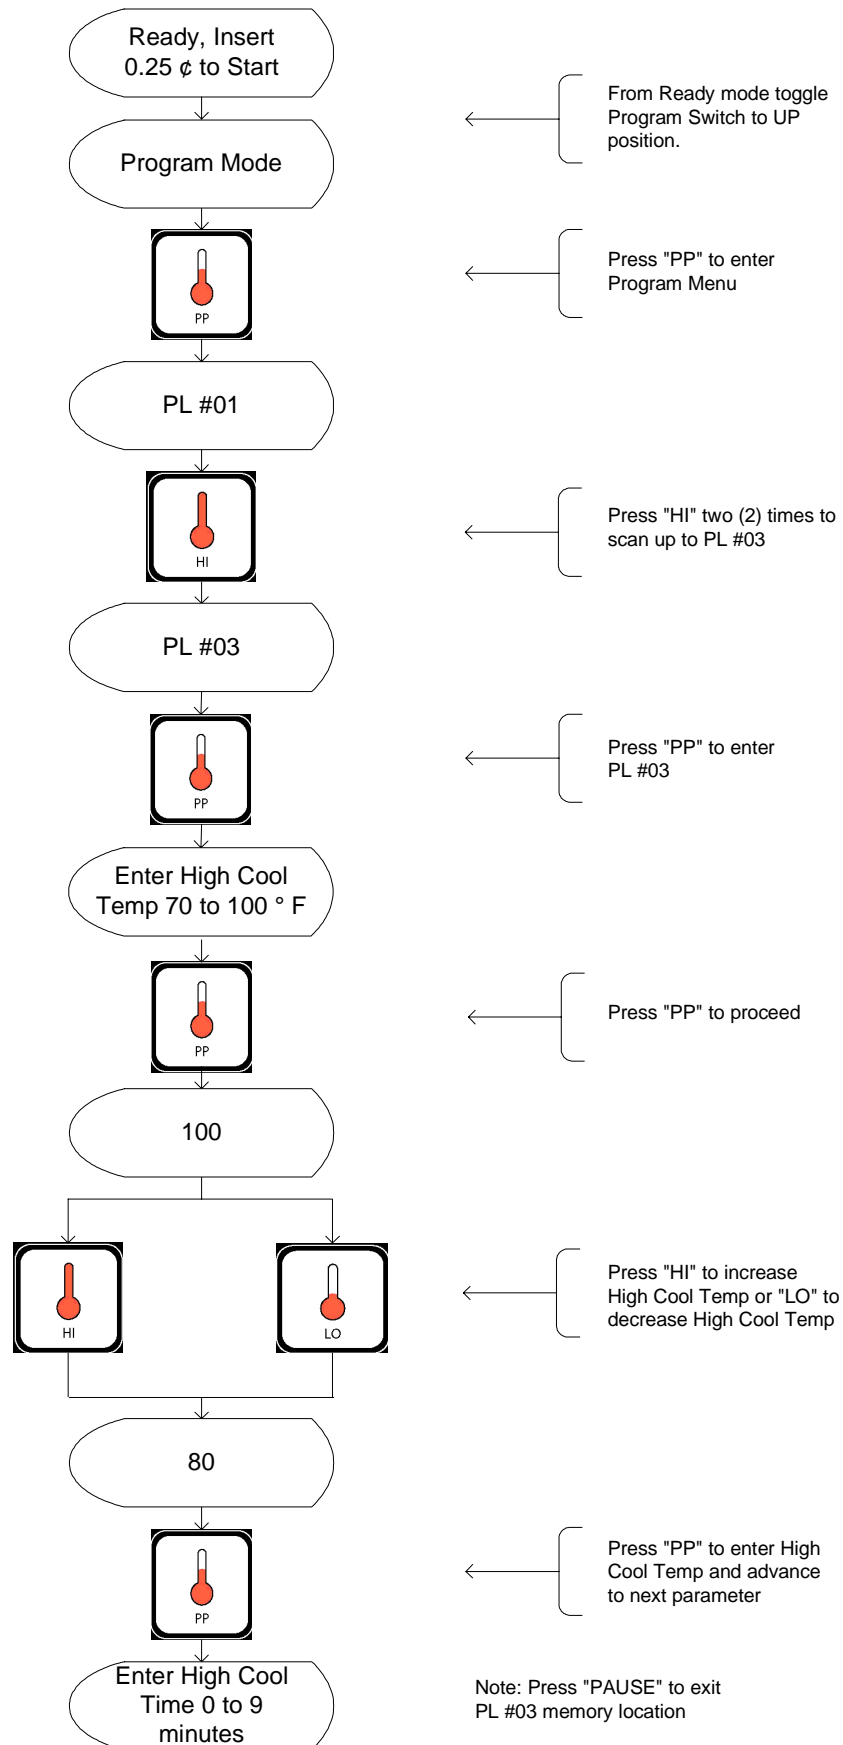 Ready, Insert
0.25 ¢ to Start
From Ready mode toggle
Program Switch to UP
position.
Program Mode
PP
Press "PP" to enter
Program Menu
PL #01
HI
Press "HI" two (2) times to
scan up to PL #03
PL #03
PP
Press "PP" to enter
PL #03
Enter High Cool
Temp 70 to 100 ° F
PP
Press "PP" to proceed
100
HI
LO
Press "HI" to increase
High Cool Temp or "LO" to
decrease High Cool Temp
80
PP
Press "PP" to enter High
Cool Temp and advance
to next parameter
Enter High Cool
Time 0 to 9
minutes
Note: Press "PAUSE" to exit
PL #03 memory location